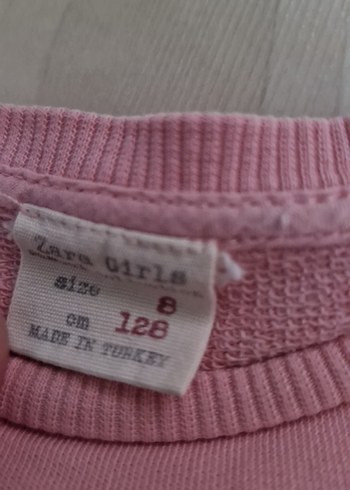 Zara Girls
size 8
cm 128
MADE IN TURKEY